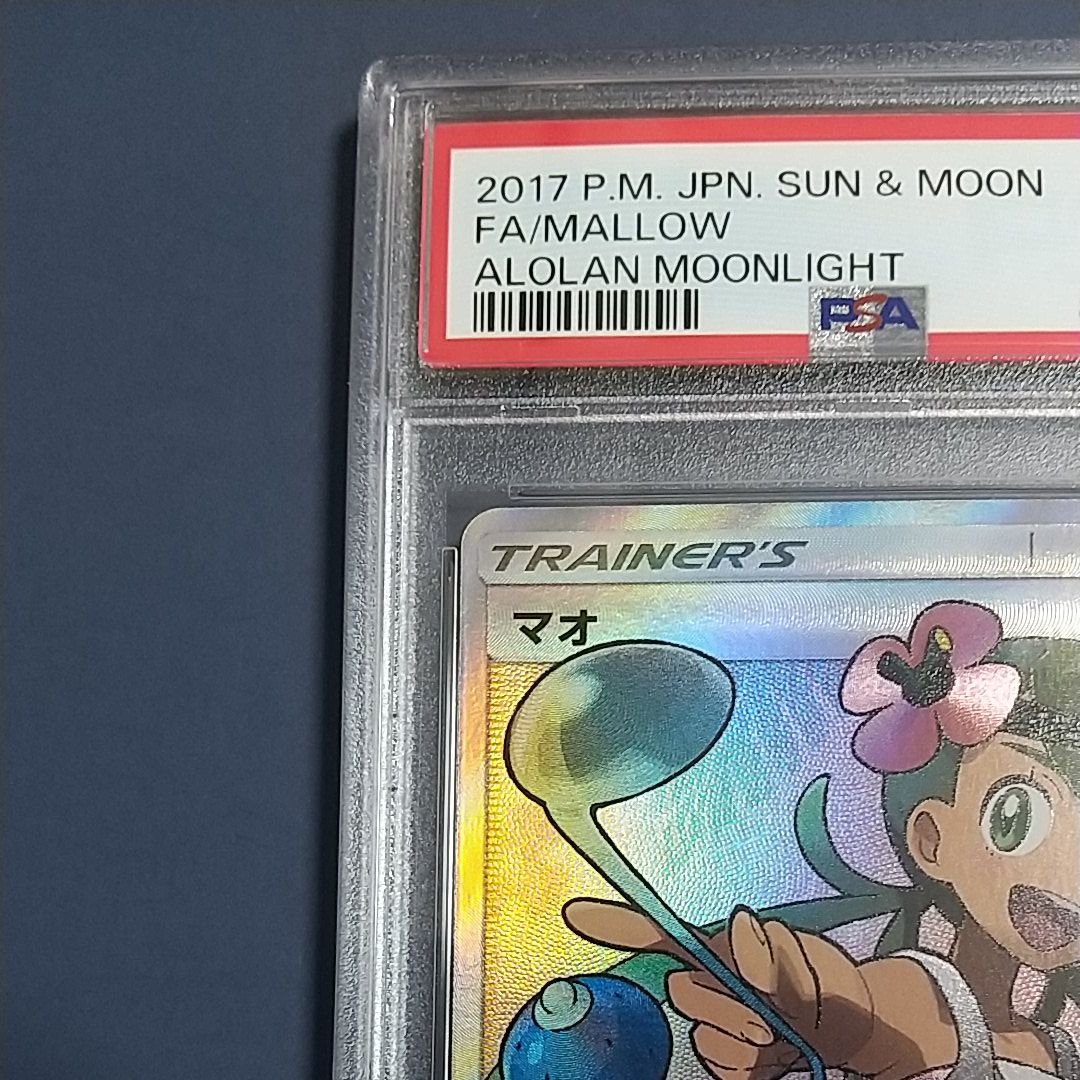 2017 P.M. JPN. SUN & MOON
FA/MALLOW
ALOLAN MOONLIGHT
PSA
TRAINER'S
マオ